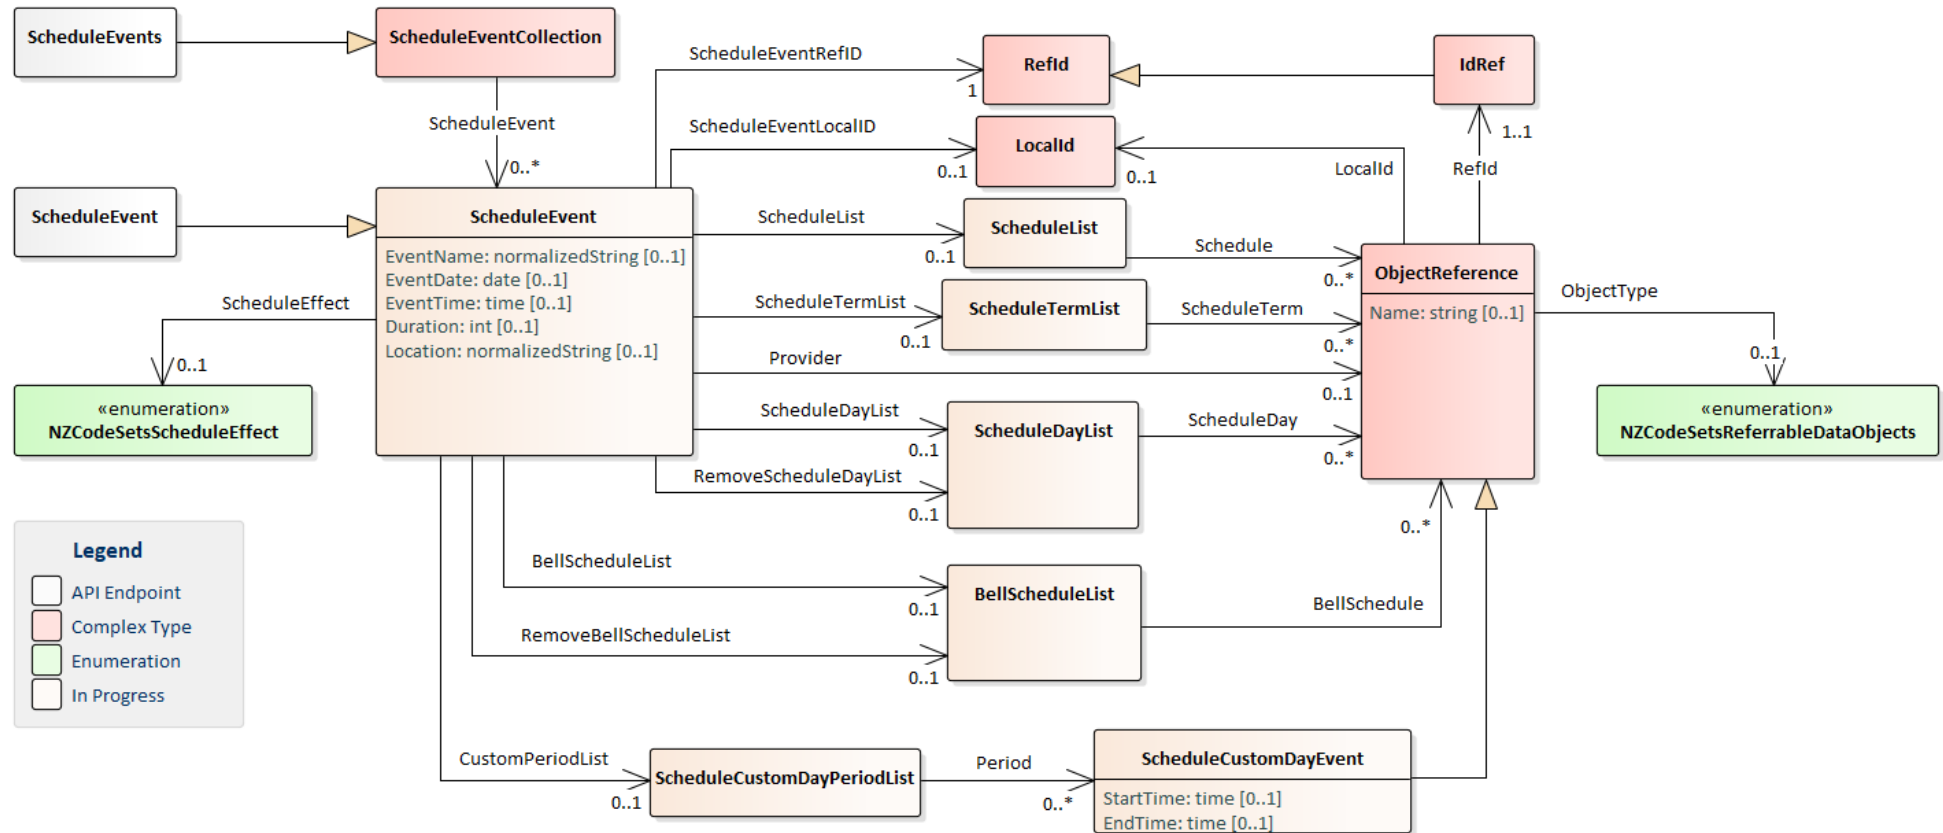 ScheduleEvents
ScheduleEventCollection
ScheduleEventRefID
1
RefId
IdRef
ScheduleEvent
0..*
ScheduleEventLocalID
0..1
LocalId
0..1
LocalId
RefId
1..1
ScheduleEvent
ScheduleEvent
EventName: normalizedString [0..1]
EventDate: date [0..1]
EventTime: time [0..1]
Duration: int [0..1]
Location: normalizedString [0..1]
ScheduleList
0..1
ScheduleList
Schedule
0..*
ObjectReference
Name: string [0..1]
ObjectType
0..1
ScheduleEffect
0..1
ScheduleTermList
0..1
ScheduleTermList
ScheduleTerm
0..*
Provider
0..1
«enumeration»
NZCodeSetsScheduleEffect
ScheduleDayList
0..1
ScheduleDayList
ScheduleDay
0..*
«enumeration»
NZCodeSetsReferrableDataObjects
RemoveScheduleDayList
0..1
0..*
Legend
API Endpoint
Complex Type
Enumeration
In Progress
BellScheduleList
0..1
BellScheduleList
BellSchedule
RemoveBellScheduleList
0..1
CustomPeriodList
0..1
ScheduleCustomDayPeriodList
Period
0..*
ScheduleCustomDayEvent
StartTime: time [0..1]
EndTime: time [0..1]